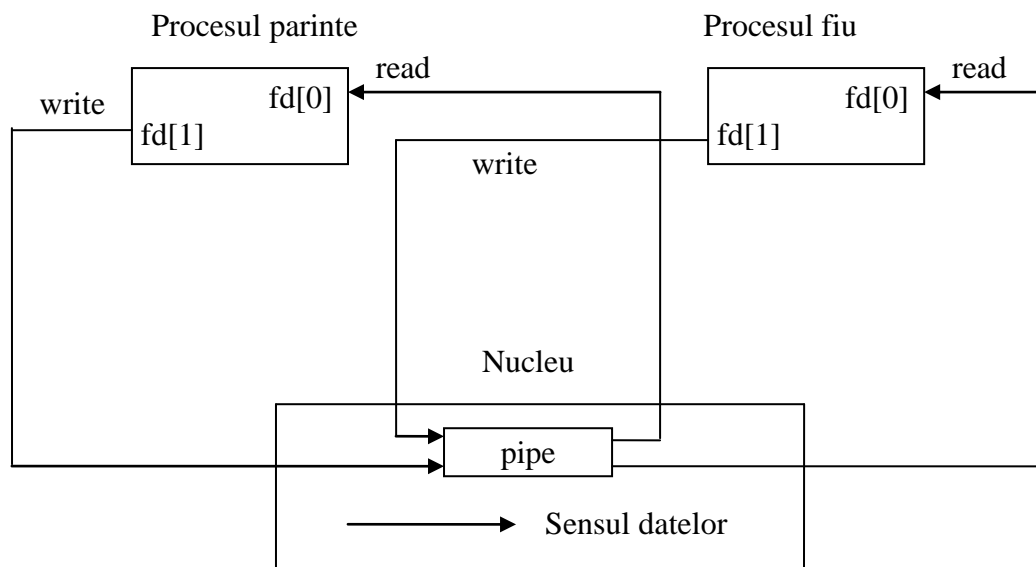 Procesul parinte
Procesul fiu
read
read
write
fd[0]
fd[0]
fd[1]
fd[1]
write
Nucleu
pipe
Sensul datelor